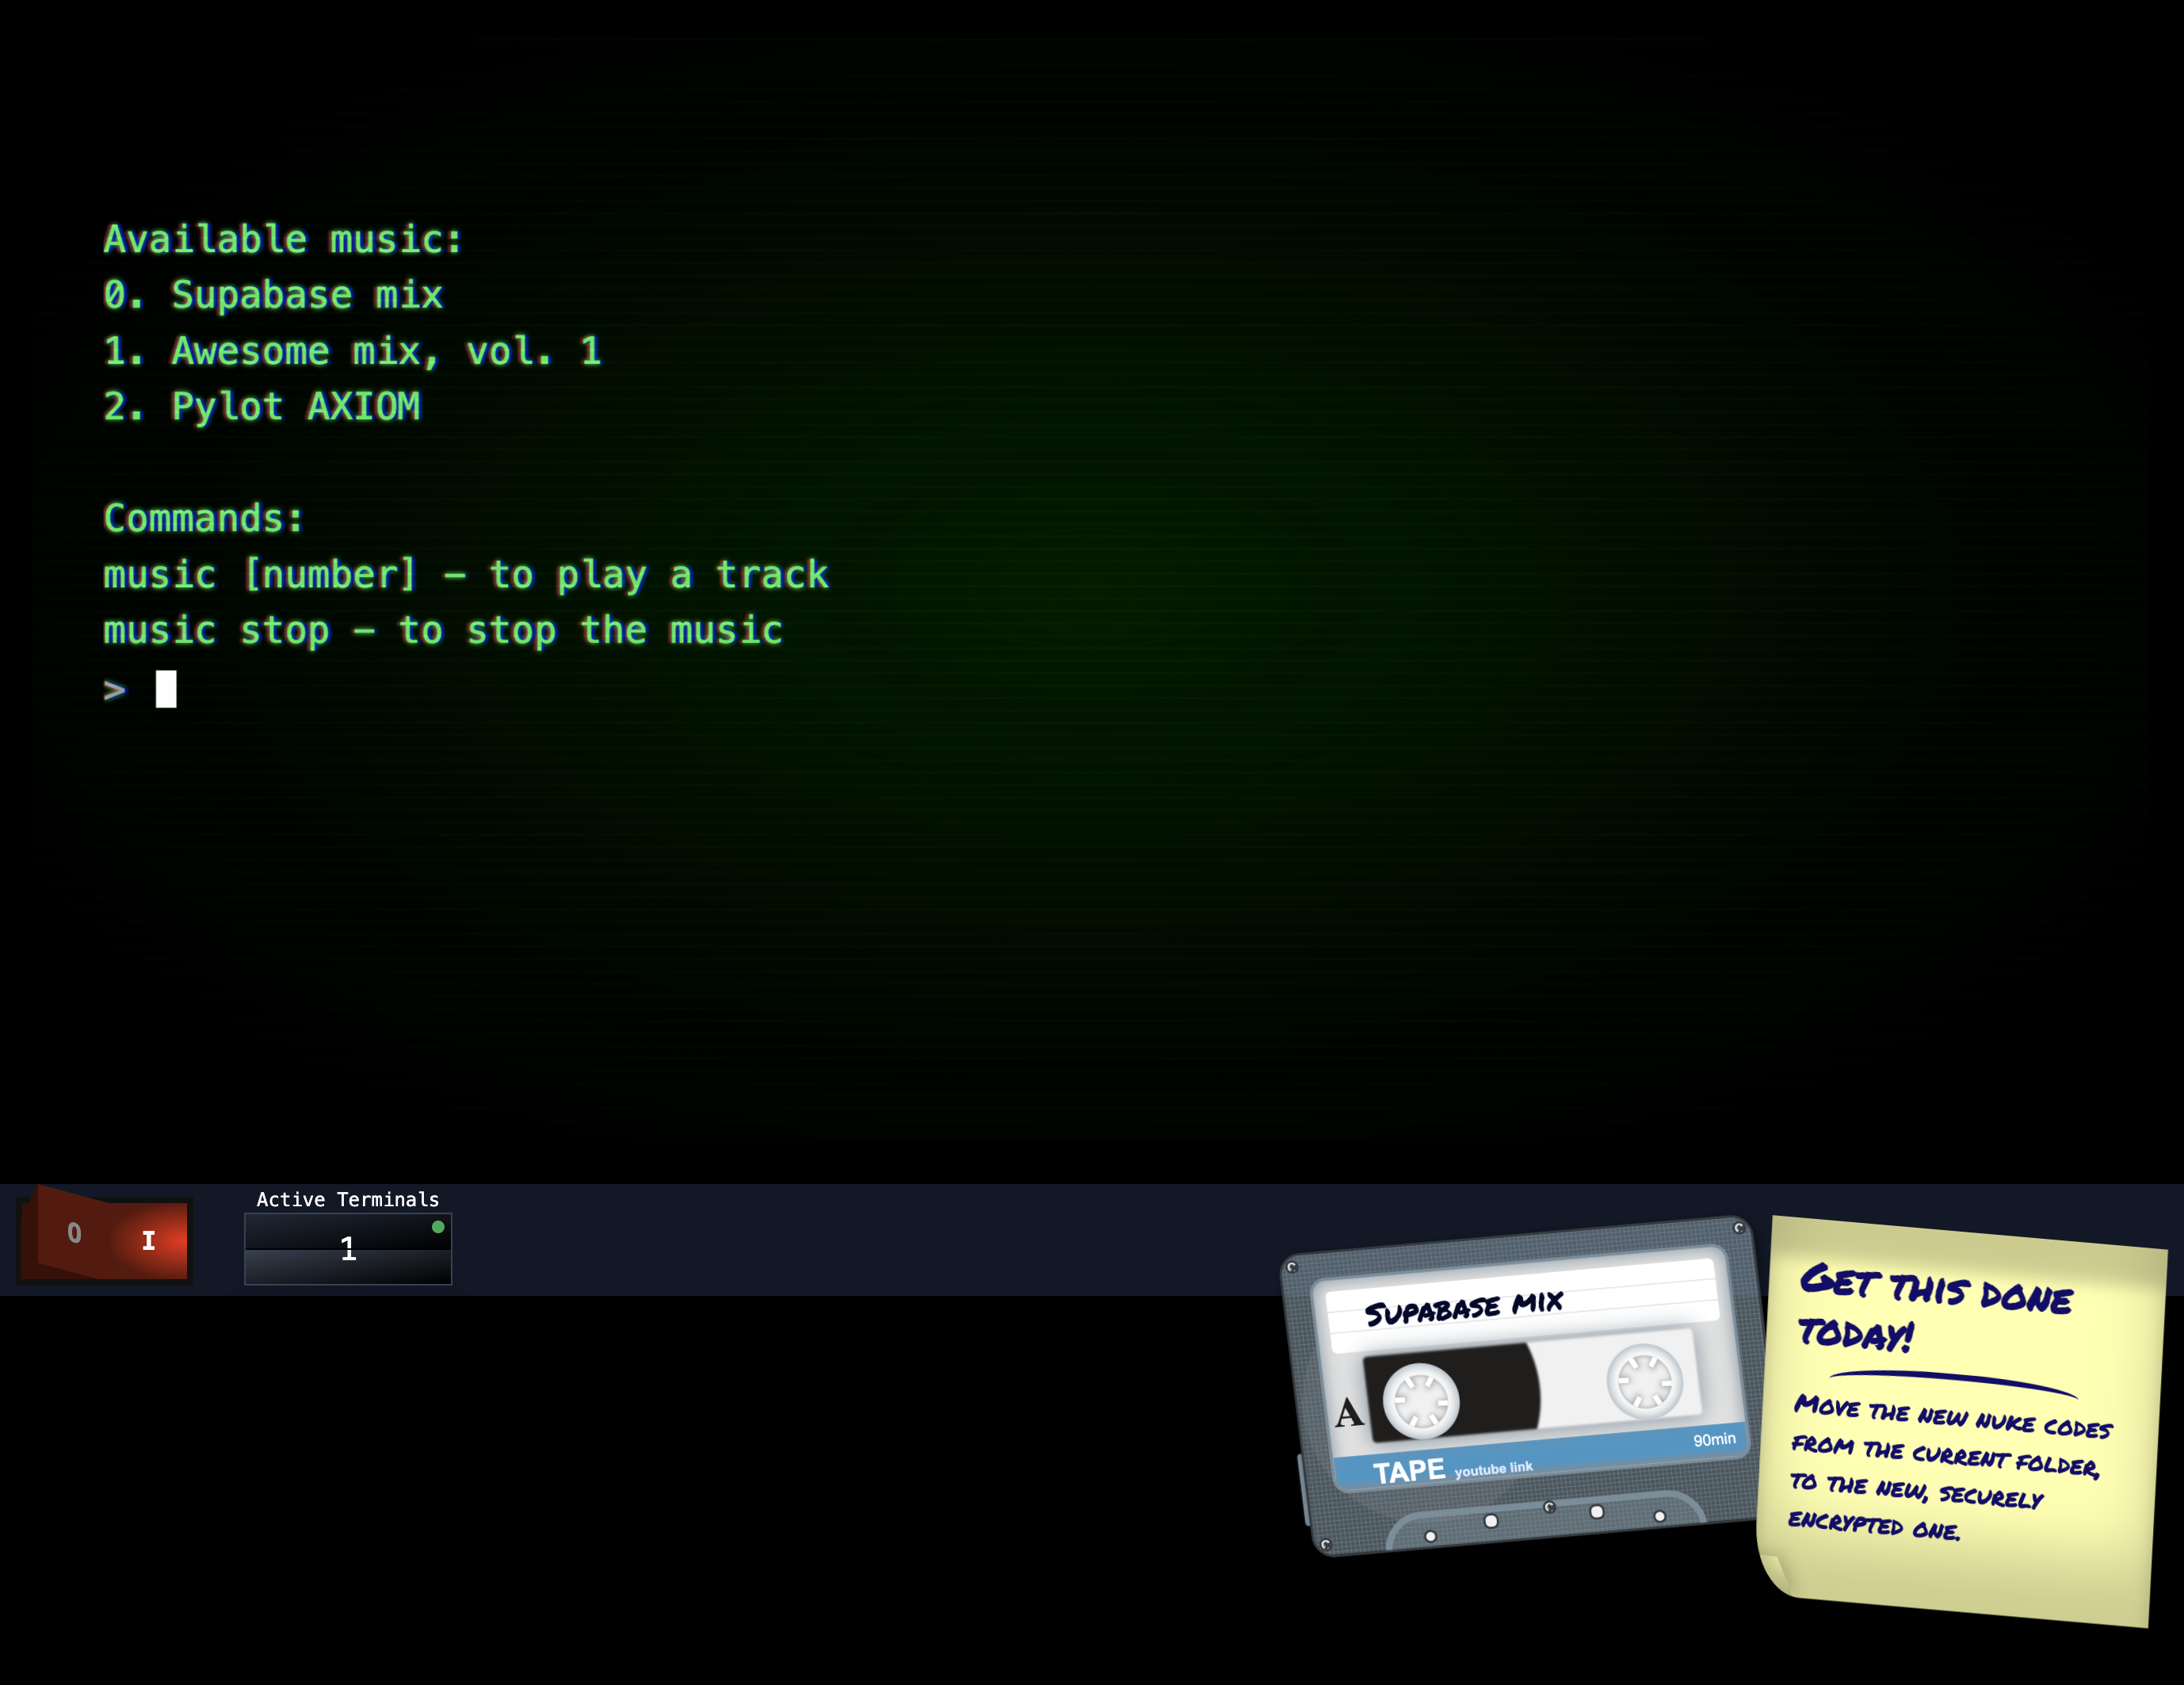 Available music:
0. Supabase mix
1. Awesome mix, vol. 1
2. Pylot AXIOM
Commands:
music [number] – to play a track
music stop – to stop the music
>
Active Terminals
0 I
1
Supabase mix
A
90min
TAPE youtube link
Get this done
today!
Move the new nuke codes
from the current folder,
to the new, securely
encrypted one.